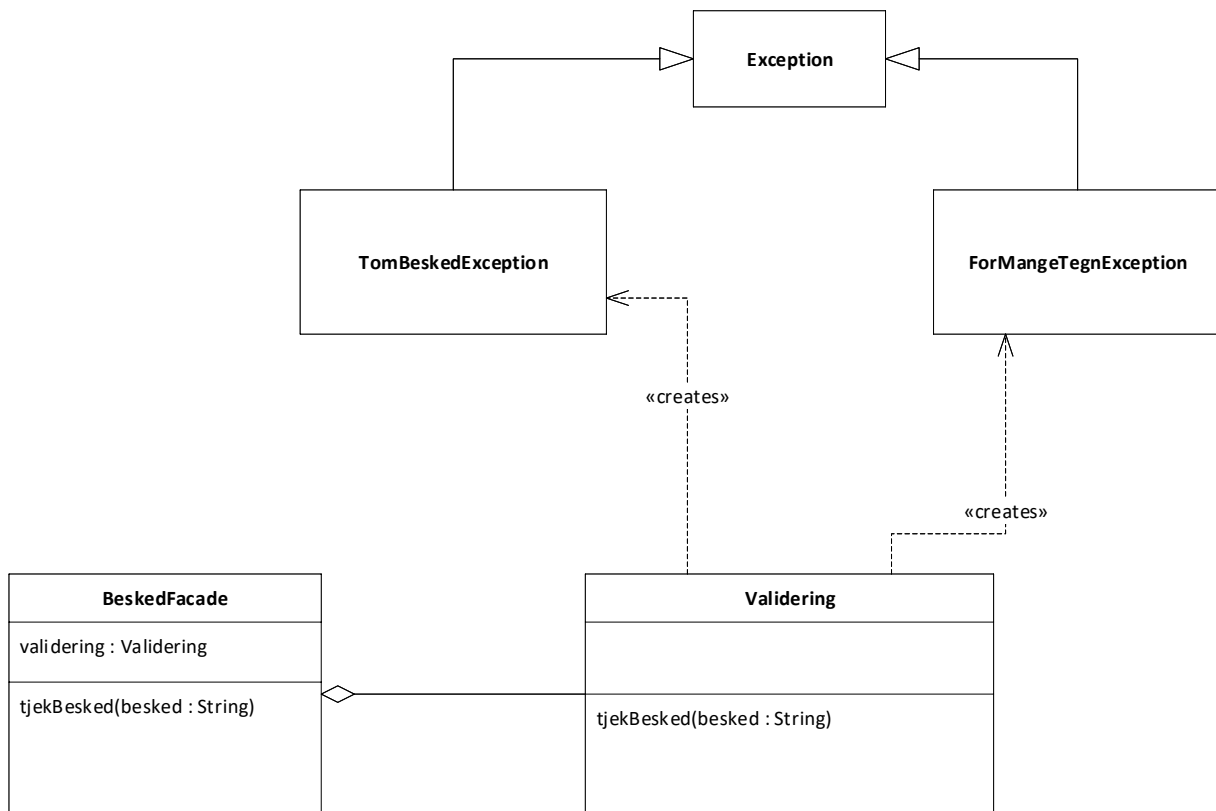 Exception
TomBeskedException
ForMangeTegnException
«creates»
«creates»
BeskedFacade
validering : Validering
tjekBesked(besked : String)
Validering
tjekBesked(besked : String)